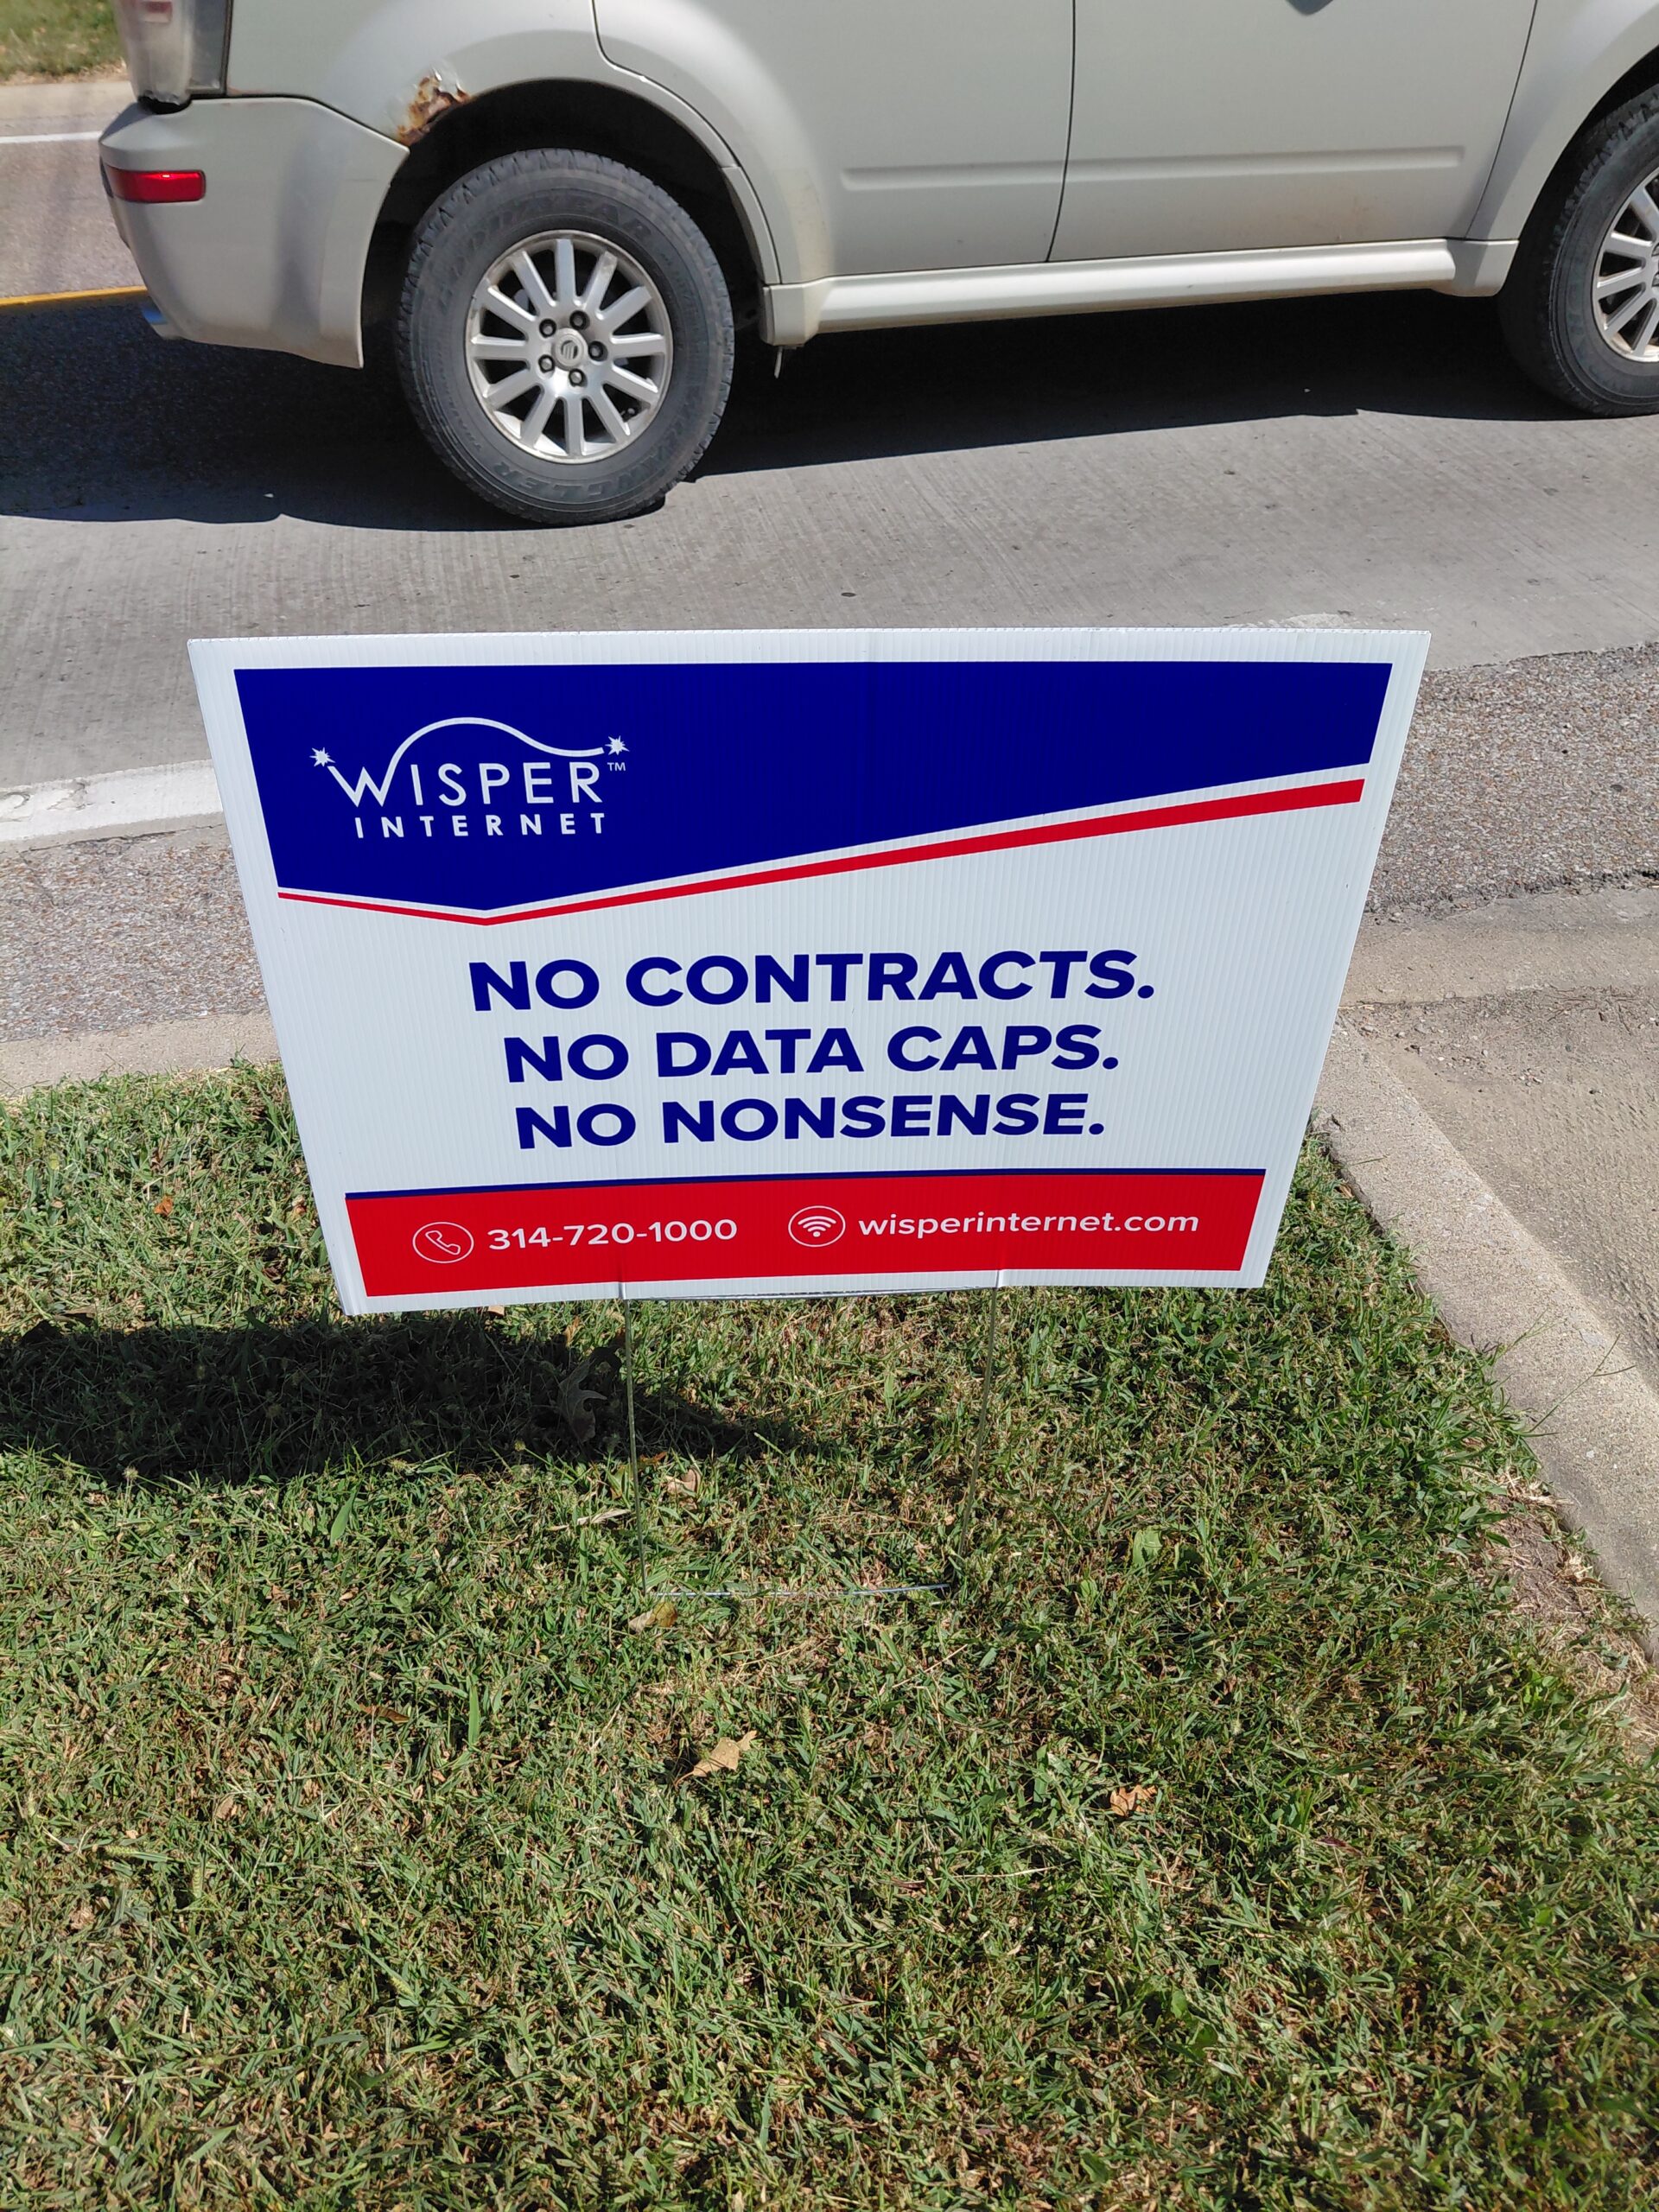 WISPER™
INTERNET
NO CONTRACTS.
NO DATA CAPS.
NO NONSENSE.
314-720-1000 wisperinternet.com